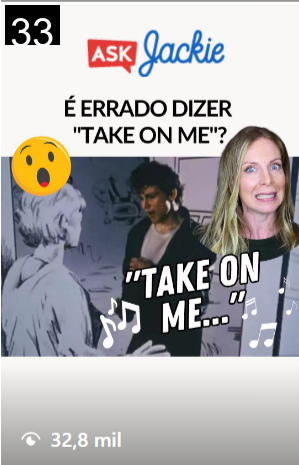 33
ASK Jackie
É ERRADO DIZER
"TAKE ON ME"?
"TAKE ON
ME..."
32,8 mil